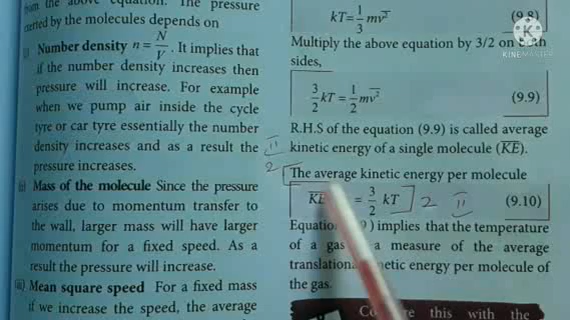 from the above equation. The pressure
exerted by the molecules depends on
Number density n = N/V. It implies that
if the number density increases then
pressure will increase. For example
when we pump air inside the cycle
tyre or car tyre essentially the number
density increases and as a result the
pressure increases.
ii) Mass of the molecule Since the pressure
arises due to momentum transfer to
the wall, larger mass will have larger
momentum for a fixed speed. As a
result the pressure will increase.
iii) Mean square speed For a fixed mass
if we increase the speed, the average
kT = 1/3 mv²
(9.8)
Multiply the above equation by 3/2 on both
sides,
3/2 kT = 1/2 mv²
(9.9)
R.H.S of the equation (9.9) is called average
kinetic energy of a single molecule (KE).
The average kinetic energy per molecule
KE = 3/2 kT
(9.10)
2 II
II
2
implies that the temperature
of a gas a measure of the average
translational kinetic energy per molecule of
the gas.
this with the
KINEMASTER